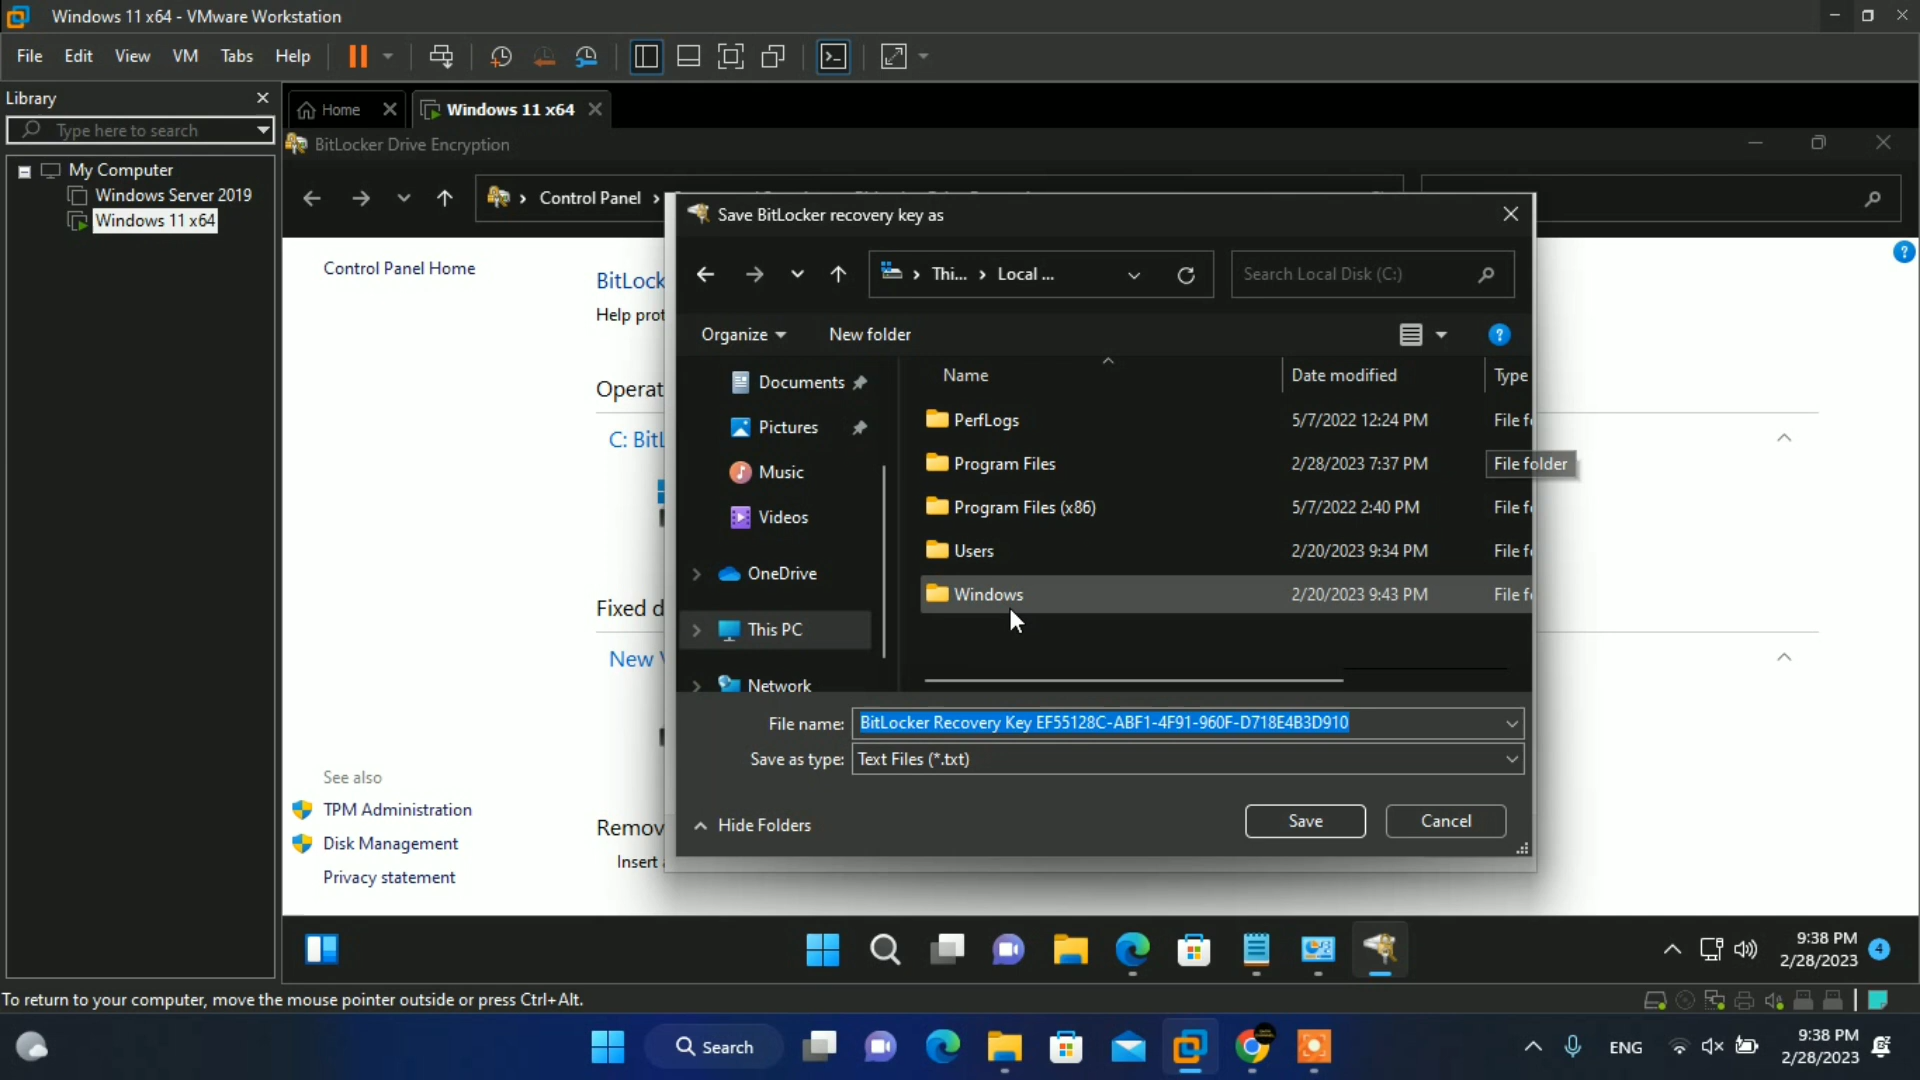 Windows 11 x64 - VMware Workstation
File Edit View VM Tabs Help
Library
Home
Windows 11 x64
Type here to search
BitLocker Drive Encryption
My Computer
Windows Server 2019
Windows 11 x64
Control Panel
Save BitLocker recovery key as
Control Panel Home
Thi... Local ...
Search Local Disk (C:)
BitLock
Help prot
Organize
New folder
Operat
Documents
Name
Date modified
Type
C: BitL
Pictures
PerfLogs
5/7/2022 12:24 PM
File f
Music
Program Files
2/28/2023 7:37 PM
File folder
Videos
Program Files (x86)
5/7/2022 2:40 PM
File f
Users
2/20/2023 9:34 PM
File f
OneDrive
Windows
2/20/2023 9:43 PM
File f
Fixed d
This PC
New V
Network
File name:
BitLocker Recovery Key EF55128C-ABF1-4F91-960F-D718E4B3D910
Save as type:
Text Files (*.txt)
See also
TPM Administration
Disk Management
Privacy statement
Remov
Insert
Hide Folders
Save
Cancel
9:38 PM
2/28/2023
4
To return to your computer, move the mouse pointer outside or press Ctrl+Alt.
Search
ENG
9:38 PM
2/28/2023